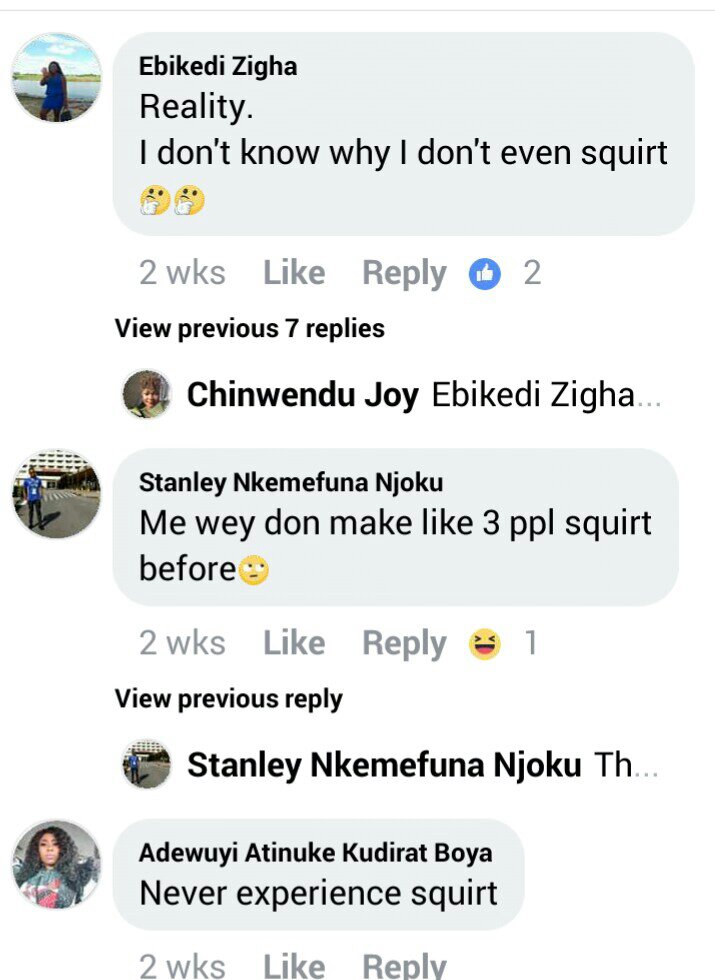 Ebikedi Zigha
Reality.
I don't know why I don't even squirt
🤔🤔
2 wks Like Reply 2
View previous 7 replies
Chinwendu Joy Ebikedi Zigha...
Stanley Nkemefuna Njoku
Me wey don make like 3 ppl squirt
before🙄
2 wks Like Reply 1
View previous reply
Stanley Nkemefuna Njoku Th...
Adewuyi Atinuke Kudirat Boya
Never experience squirt
2 wks Like Reply